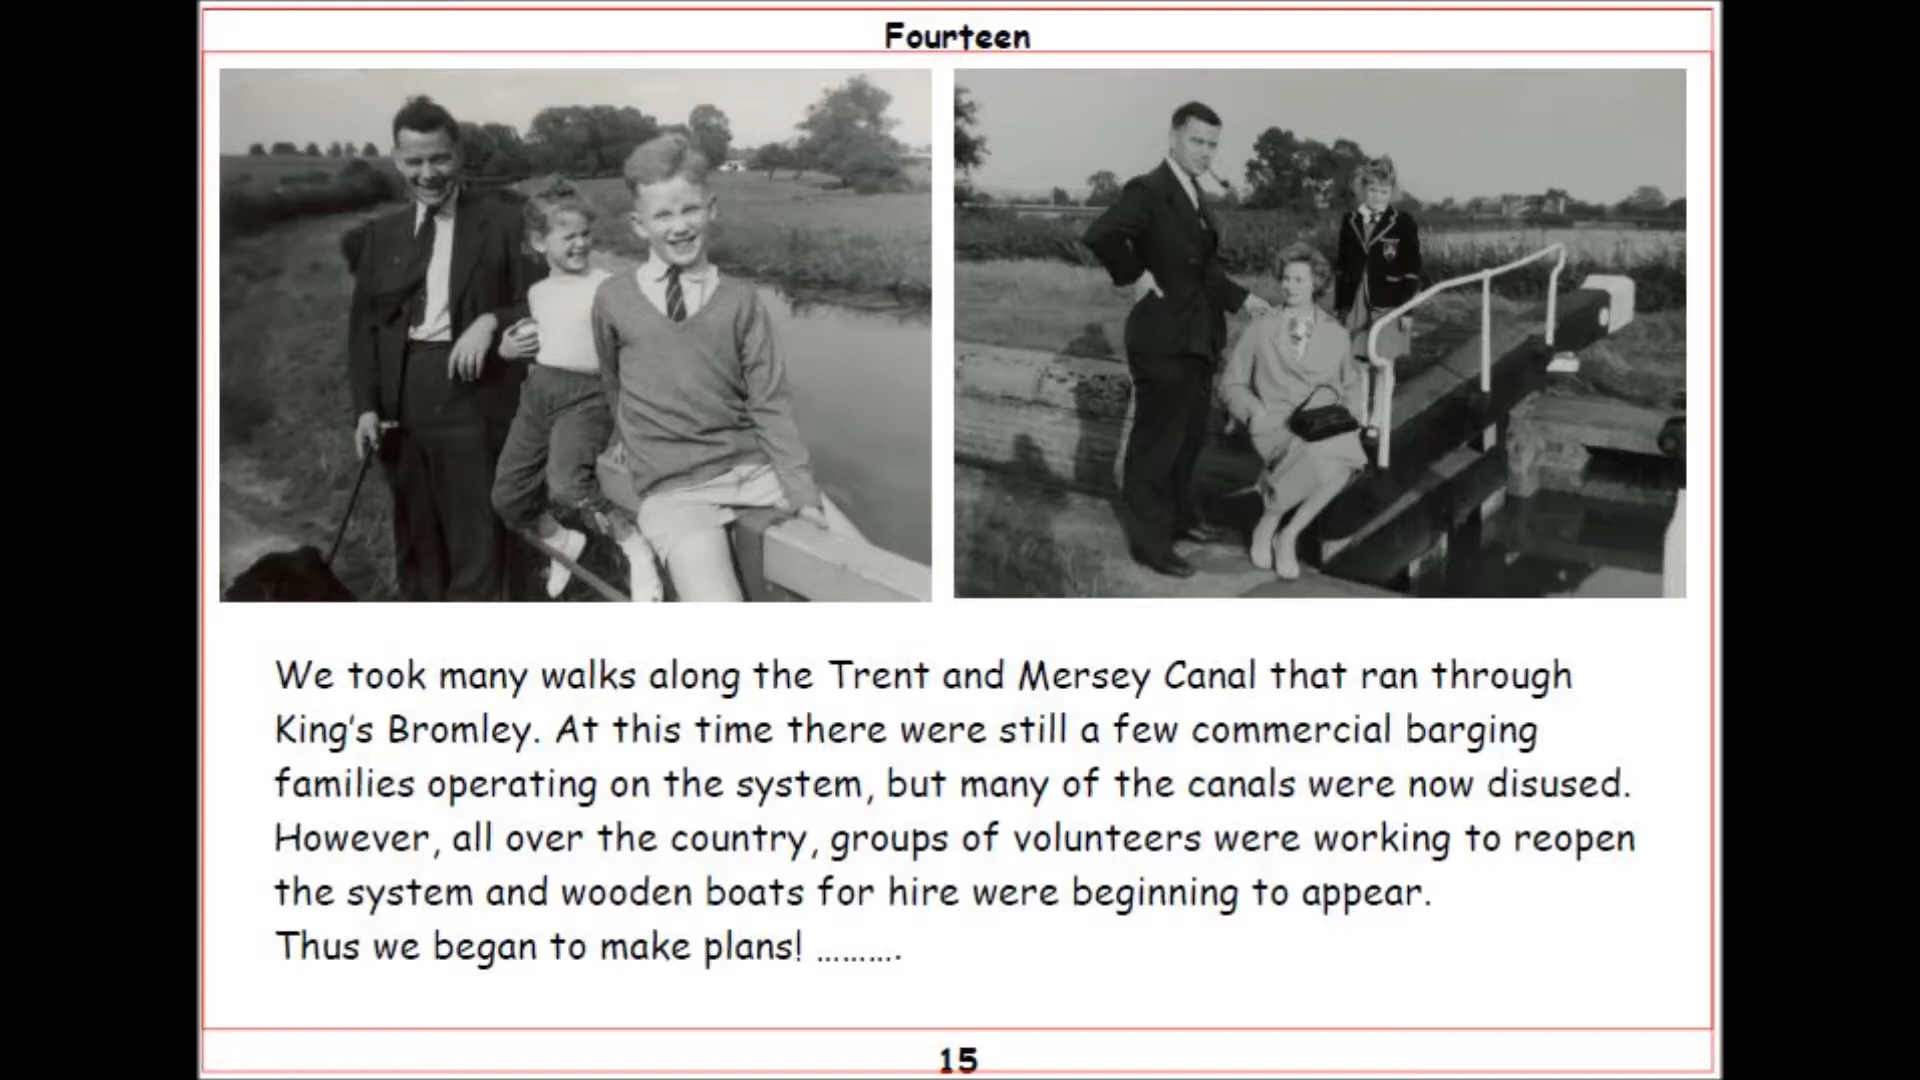 Fourteen
We took many walks along the Trent and Mersey Canal that ran through
King's Bromley. At this time there were still a few commercial barging
families operating on the system, but many of the canals were now disused.
However, all over the country, groups of volunteers were working to reopen
the system and wooden boats for hire were beginning to appear.
Thus we began to make plans! ……….
15